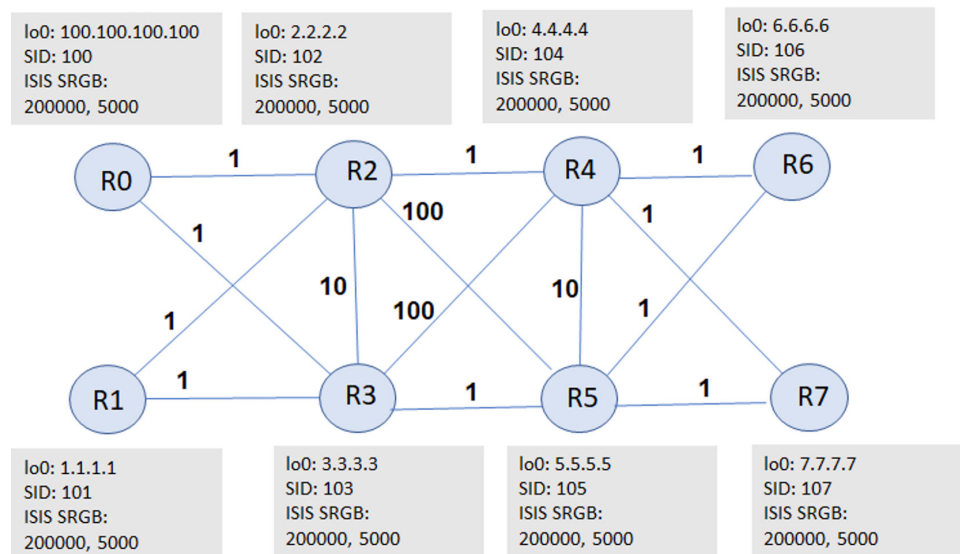 lo0: 100.100.100.100
SID: 100
ISIS SRGB:
200000, 5000
lo0: 2.2.2.2
SID: 102
ISIS SRGB:
200000, 5000
lo0: 4.4.4.4
SID: 104
ISIS SRGB:
200000, 5000
lo0: 6.6.6.6
SID: 106
ISIS SRGB:
200000, 5000
R0
1
R2
1
R4
1
R6
1
100
1
10
100
10
1
1
R1
1
R3
1
R5
1
R7
lo0: 1.1.1.1
SID: 101
ISIS SRGB:
200000, 5000
lo0: 3.3.3.3
SID: 103
ISIS SRGB:
200000, 5000
lo0: 5.5.5.5
SID: 105
ISIS SRGB:
200000, 5000
lo0: 7.7.7.7
SID: 107
ISIS SRGB:
200000, 5000